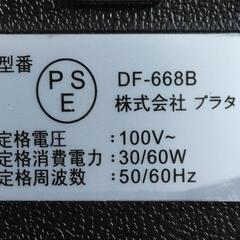 型番 DF-668B
PSE
株式会社 プラタ
定格電圧：100V~
定格消費電力：30/60W
定格周波数：50/60Hz